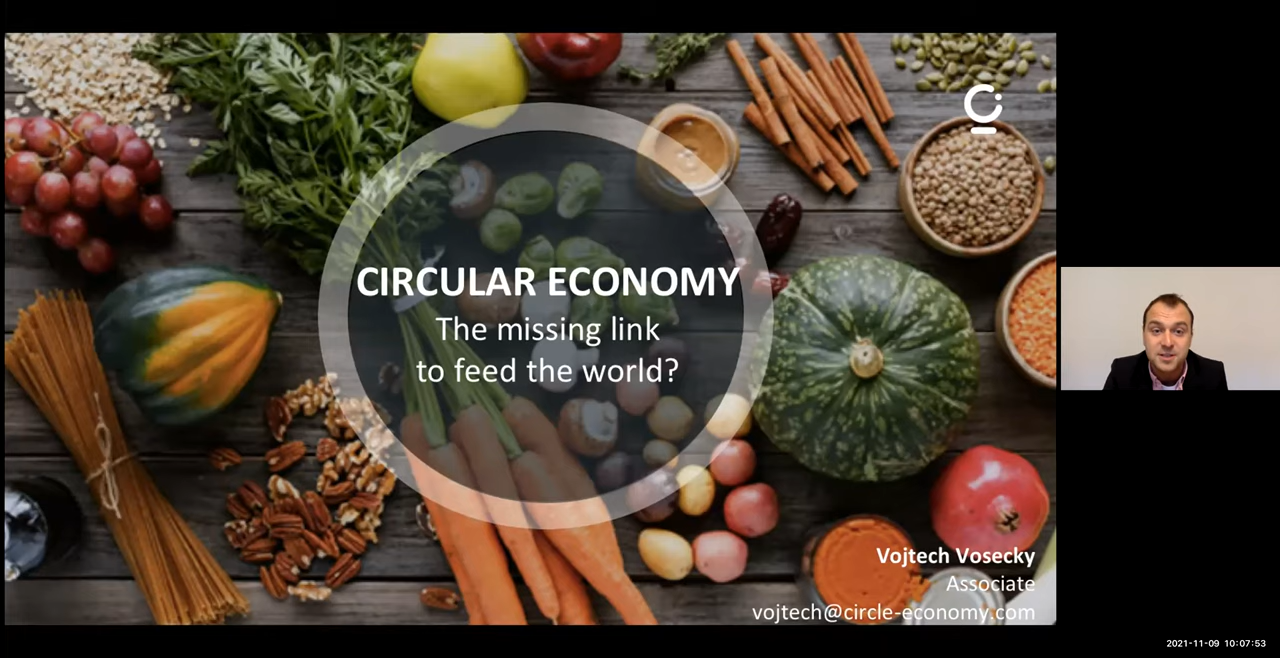 CIRCULAR ECONOMY
The missing link
to feed the world?
Vojtech Vosecky
Associate
vojtech@circle-economy.com
2021-11-09 10:07:53